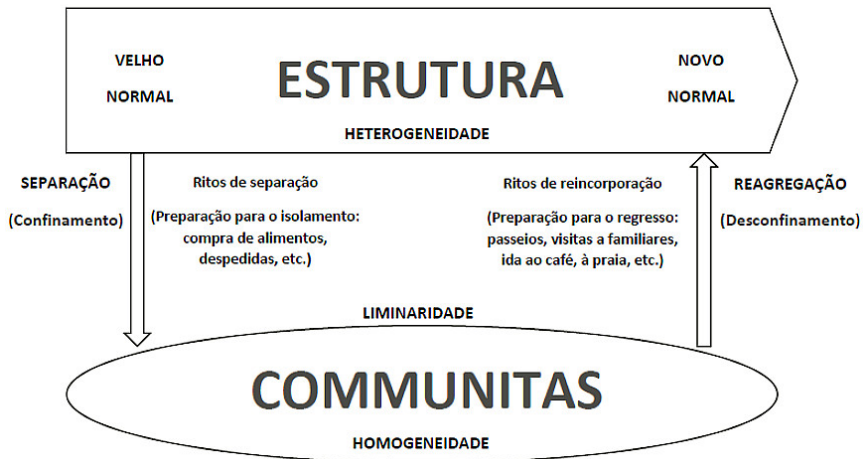 VELHO
NORMAL
ESTRUTURA
NOVO
NORMAL
HETEROGENEIDADE
SEPARAÇÃO
(Confinamento)
Ritos de separação
(Preparação para o isolamento:
compra de alimentos,
despedidas, etc.)
Ritos de reincorporação
(Preparação para o regresso:
passeios, visitas a familiares,
ida ao café, à praia, etc.)
REAGREGAÇÃO
(Desconfinamento)
LIMINARIDADE
COMMUNITAS
HOMOGENEIDADE